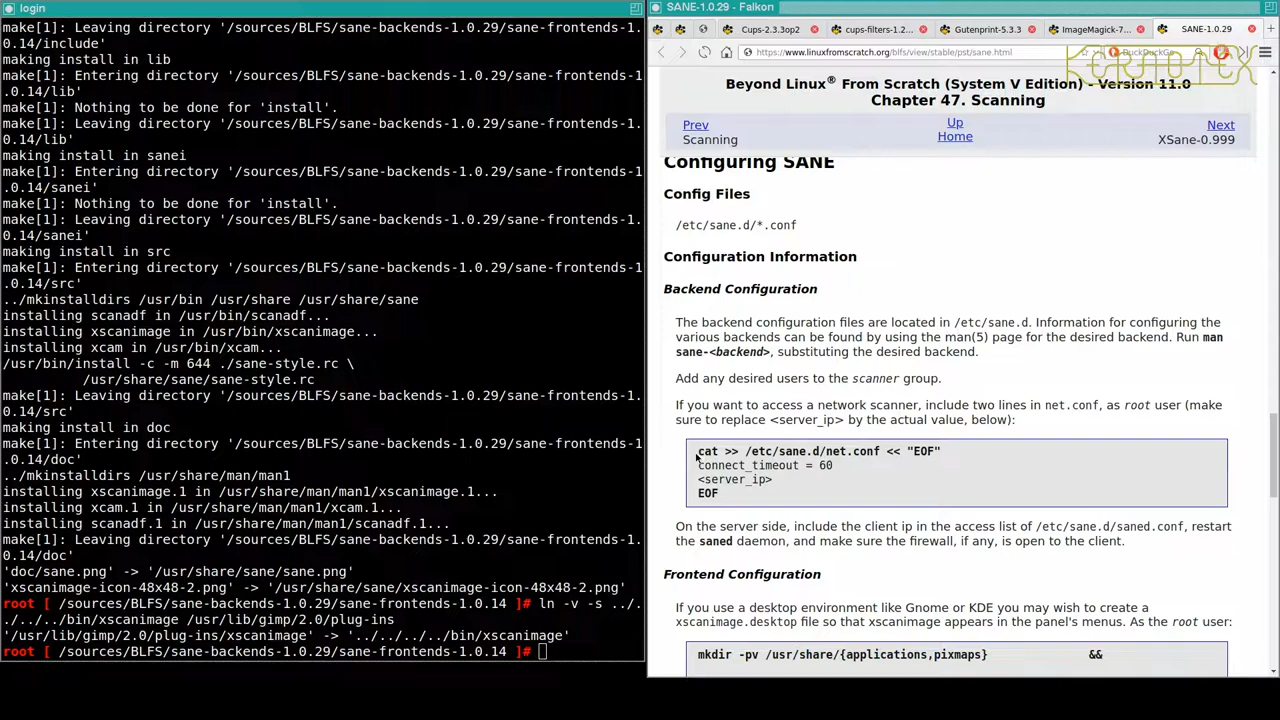 login
make[1]: Leaving directory '/sources/BLFS/sane-backends-1.0.29/sane-frontends-1.
0.14/include'
making install in lib
make[1]: Entering directory '/sources/BLFS/sane-backends-1.0.29/sane-frontends-1
.0.14/lib'
make[1]: Nothing to be done for 'install'.
make[1]: Leaving directory '/sources/BLFS/sane-backends-1.0.29/sane-frontends-1.
0.14/lib'
making install in sanei
make[1]: Entering directory '/sources/BLFS/sane-backends-1.0.29/sane-frontends-1
.0.14/sanei'
make[1]: Nothing to be done for 'install'.
make[1]: Leaving directory '/sources/BLFS/sane-backends-1.0.29/sane-frontends-1.
0.14/sanei'
making install in src
make[1]: Entering directory '/sources/BLFS/sane-backends-1.0.29/sane-frontends-1
.0.14/src'
../mkinstalldirs /usr/bin /usr/share /usr/share/sane
installing scanadf in /usr/bin/scanadf...
installing xscanimage in /usr/bin/xscanimage...
installing xcam in /usr/bin/xcam...
/usr/bin/install -c -m 644 ./sane-style.rc \
/usr/share/sane/sane-style.rc
make[1]: Leaving directory '/sources/BLFS/sane-backends-1.0.29/sane-frontends-1.
0.14/src'
making install in doc
make[1]: Entering directory '/sources/BLFS/sane-backends-1.0.29/sane-frontends-1
.0.14/doc'
../mkinstalldirs /usr/share/man/man1
installing xscanimage.1 in /usr/share/man/man1/xscanimage.1...
installing xcam.1 in /usr/share/man/man1/xcam.1...
installing scanadf.1 in /usr/share/man/man1/scanadf.1...
make[1]: Leaving directory '/sources/BLFS/sane-backends-1.0.29/sane-frontends-1.
0.14/doc'
'doc/sane.png' -> '/usr/share/sane/sane.png'
'xscanimage-icon-48x48-2.png' -> '/usr/share/sane/xscanimage-icon-48x48-2.png'
root [ /sources/BLFS/sane-backends-1.0.29/sane-frontends-1.0.14 ]# ln -v -s ../.
./../../bin/xscanimage /usr/lib/gimp/2.0/plug-ins
'/usr/lib/gimp/2.0/plug-ins/xscanimage' -> '../../../../bin/xscanimage'
root [ /sources/BLFS/sane-backends-1.0.29/sane-frontends-1.0.14 ]#
SANE-1.0.29 - Falkon
Cups-2.3.3op2 cups-filters-1.2... Gutenprint-5.3.3 ImageMagick-7... SANE-1.0.29
https://www.linuxfromscratch.org/blfs/view/stable/pst/sane.html DuckDuckGo
KERNOTEX
Beyond Linux® From Scratch (System V Edition) - Version 11.0
Chapter 47. Scanning
Prev Up Next
Scanning Home XSane-0.999
Configuring SANE
Config Files
/etc/sane.d/*.conf
Configuration Information
Backend Configuration
The backend configuration files are located in /etc/sane.d. Information for configuring the
various backends can be found by using the man(5) page for the desired backend. Run man
sane-<backend>, substituting the desired backend.
Add any desired users to the scanner group.
If you want to access a network scanner, include two lines in net.conf, as root user (make
sure to replace <server_ip> by the actual value, below):
cat >> /etc/sane.d/net.conf << "EOF"
connect_timeout = 60
<server_ip>
EOF
On the server side, include the client ip in the access list of /etc/sane.d/saned.conf, restart
the saned daemon, and make sure the firewall, if any, is open to the client.
Frontend Configuration
If you use a desktop environment like Gnome or KDE you may wish to create a
xscanimage.desktop file so that xscanimage appears in the panel's menus. As the root user:
mkdir -pv /usr/share/{applications,pixmaps} &&